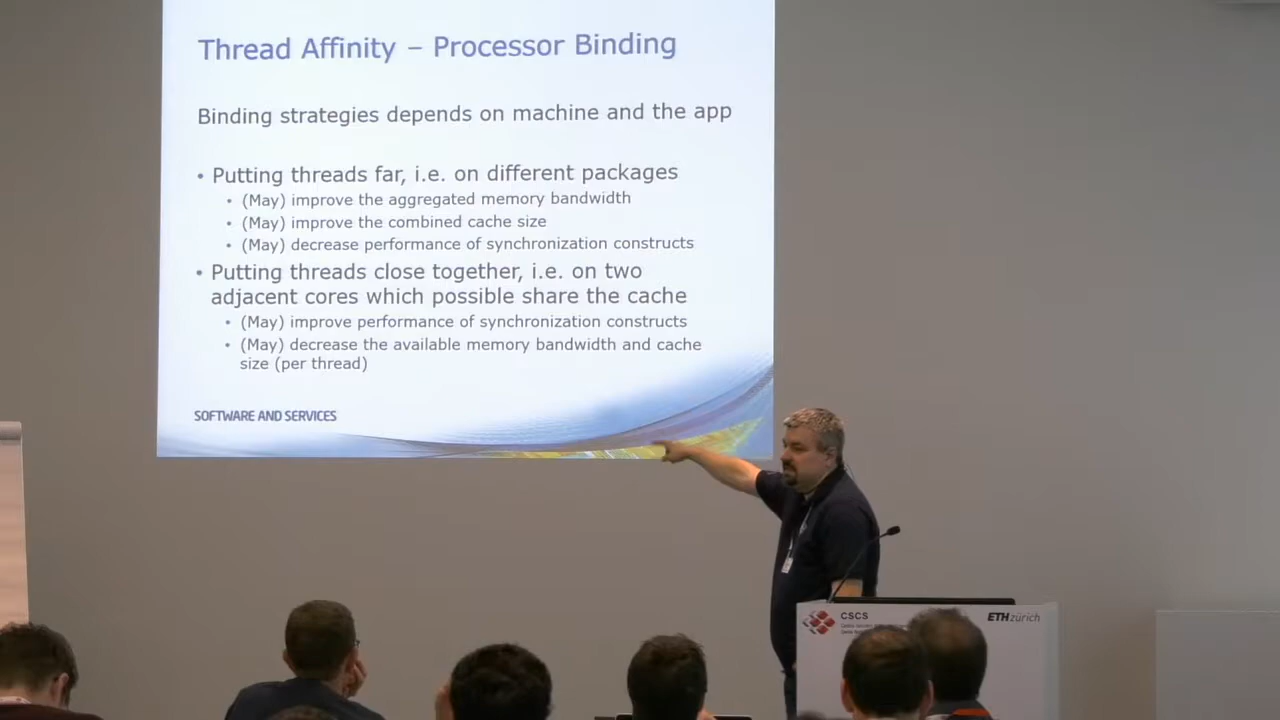 Thread Affinity – Processor Binding
Binding strategies depends on machine and the app
• Putting threads far, i.e. on different packages
• (May) improve the aggregated memory bandwidth
• (May) improve the combined cache size
• (May) decrease performance of synchronization constructs
• Putting threads close together, i.e. on two
adjacent cores which possible share the cache
• (May) improve performance of synchronization constructs
• (May) decrease the available memory bandwidth and cache
size (per thread)
SOFTWARE AND SERVICES
CSCS
ETH zürich